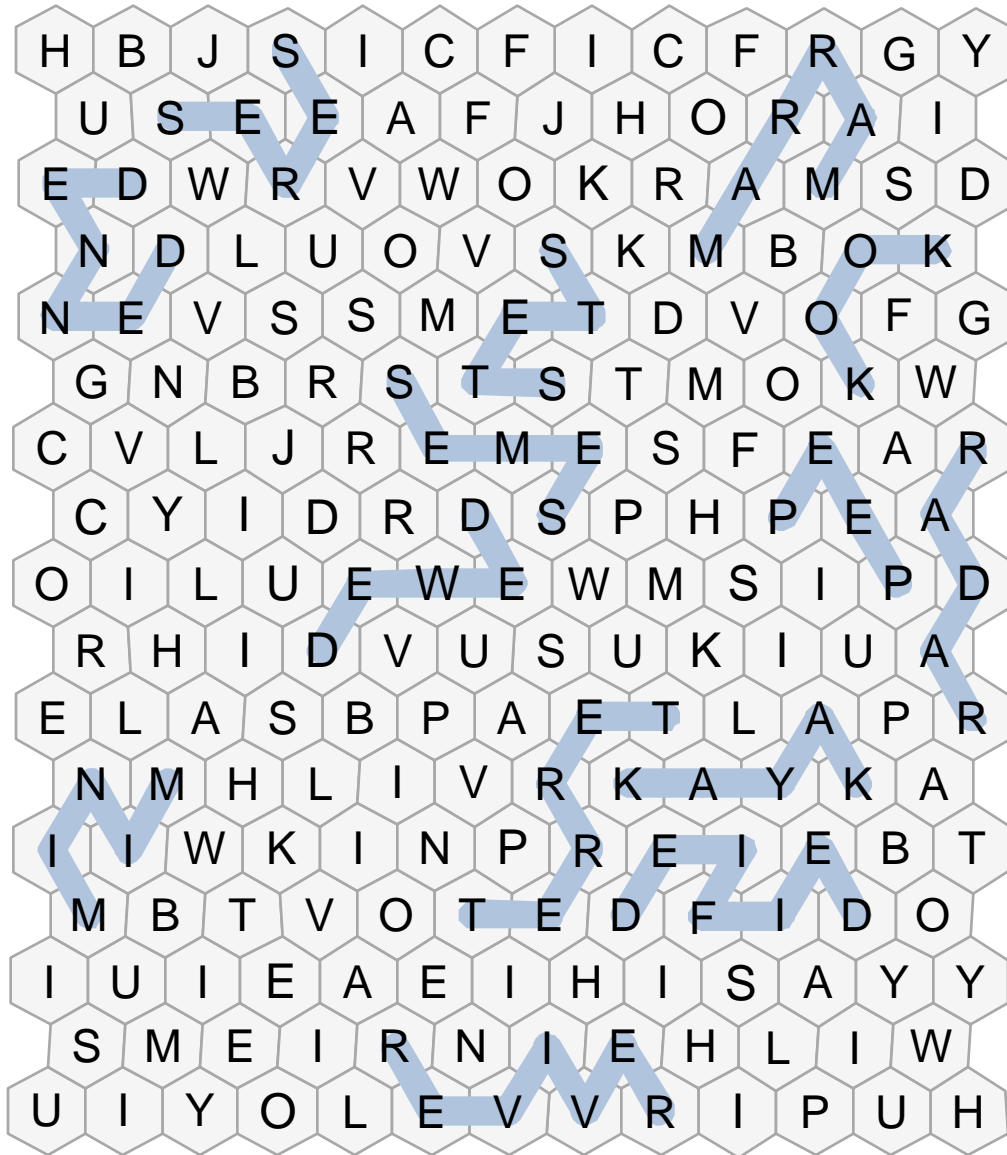 H B J S I C F I C F R G Y
U S E E A F J H O R A I
E D W R V W O K R A M S D
N D L U O V S K M B O K
N E V S S M E T D V O F G
G N B R S T S T M O K W
C V L J R E M E S F E A R
C Y I D R D S P H P E A
O I L U E W E W M S I P D
R H I D V U S U K I U A
E L A S B P A E T L A P R
N M H L I V R K A Y K A
I I W K I N P R E I E B T
M B T V O T E D F I D O
I U I E A E I H I S A Y Y
S M E I R N I E H L I W
U I Y O L E V V R I P U H